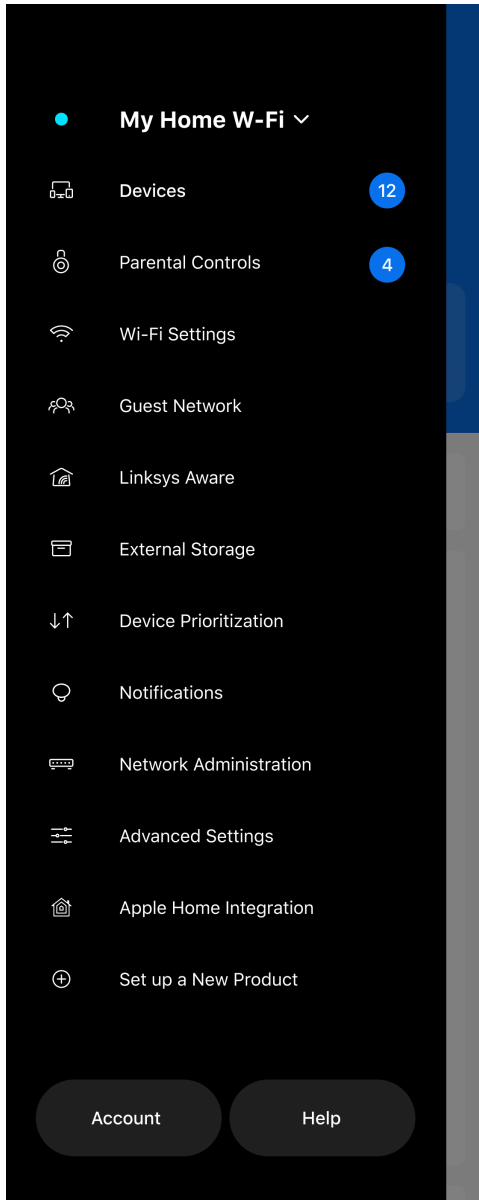 My Home W-Fi
Devices 12
Parental Controls 4
Wi-Fi Settings
Guest Network
Linksys Aware
External Storage
Device Prioritization
Notifications
Network Administration
Advanced Settings
Apple Home Integration
Set up a New Product
Account Help